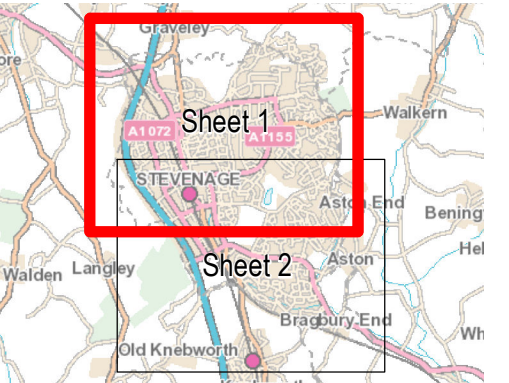 Graveley
ore
Walkern
Sheet 1
A1072
A1155
STEVENAGE
Aston End
Bening
Hel
Aston
Walden
Langley
Sheet 2
Bragbury End
Wh
Old Knebworth